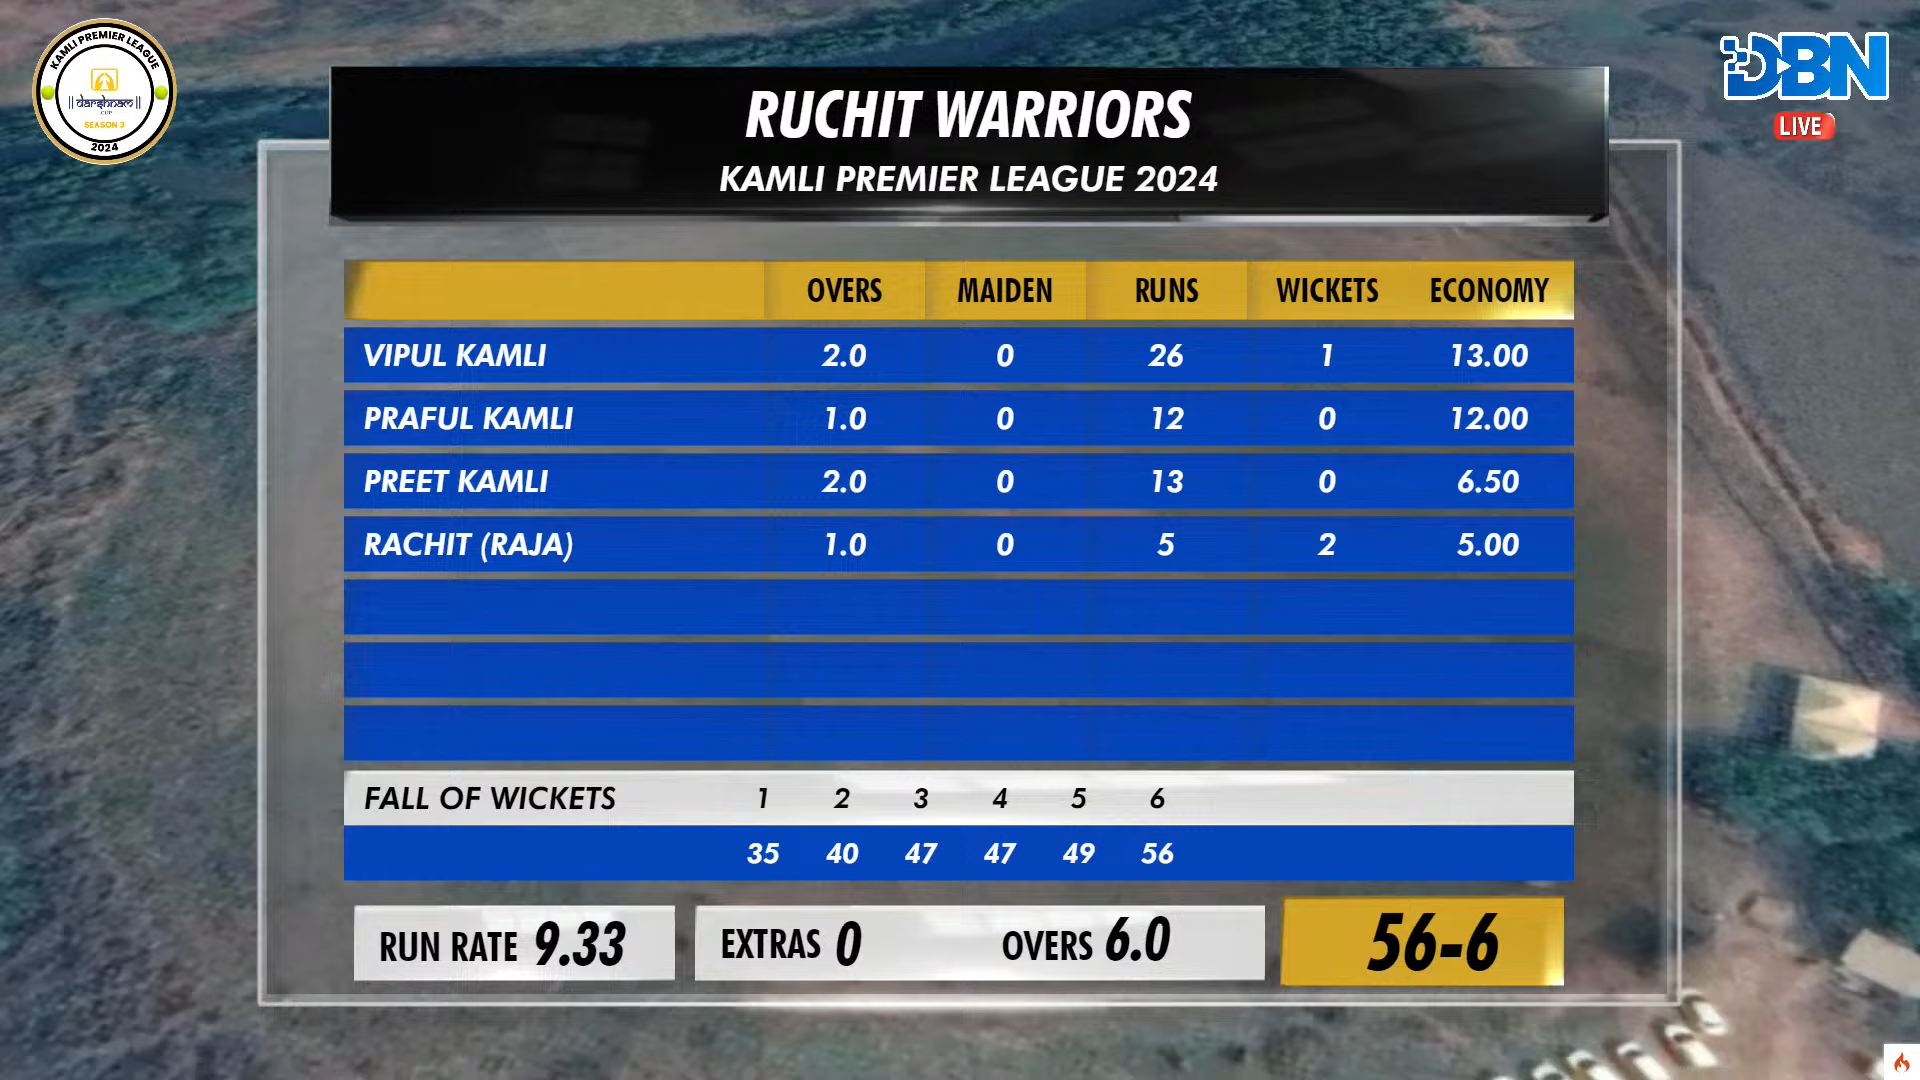 KAMLI PREMIER LEAGUE
|| darshnam ||
CUP
SEASON 3
2024
DBN
LIVE
RUCHIT WARRIORS
KAMLI PREMIER LEAGUE 2024
OVERS MAIDEN RUNS WICKETS ECONOMY
VIPUL KAMLI 2.0 0 26 1 13.00
PRAFUL KAMLI 1.0 0 12 0 12.00
PREET KAMLI 2.0 0 13 0 6.50
RACHIT (RAJA) 1.0 0 5 2 5.00
FALL OF WICKETS 1 2 3 4 5 6
35 40 47 47 49 56
RUN RATE 9.33 EXTRAS 0 OVERS 6.0 56-6